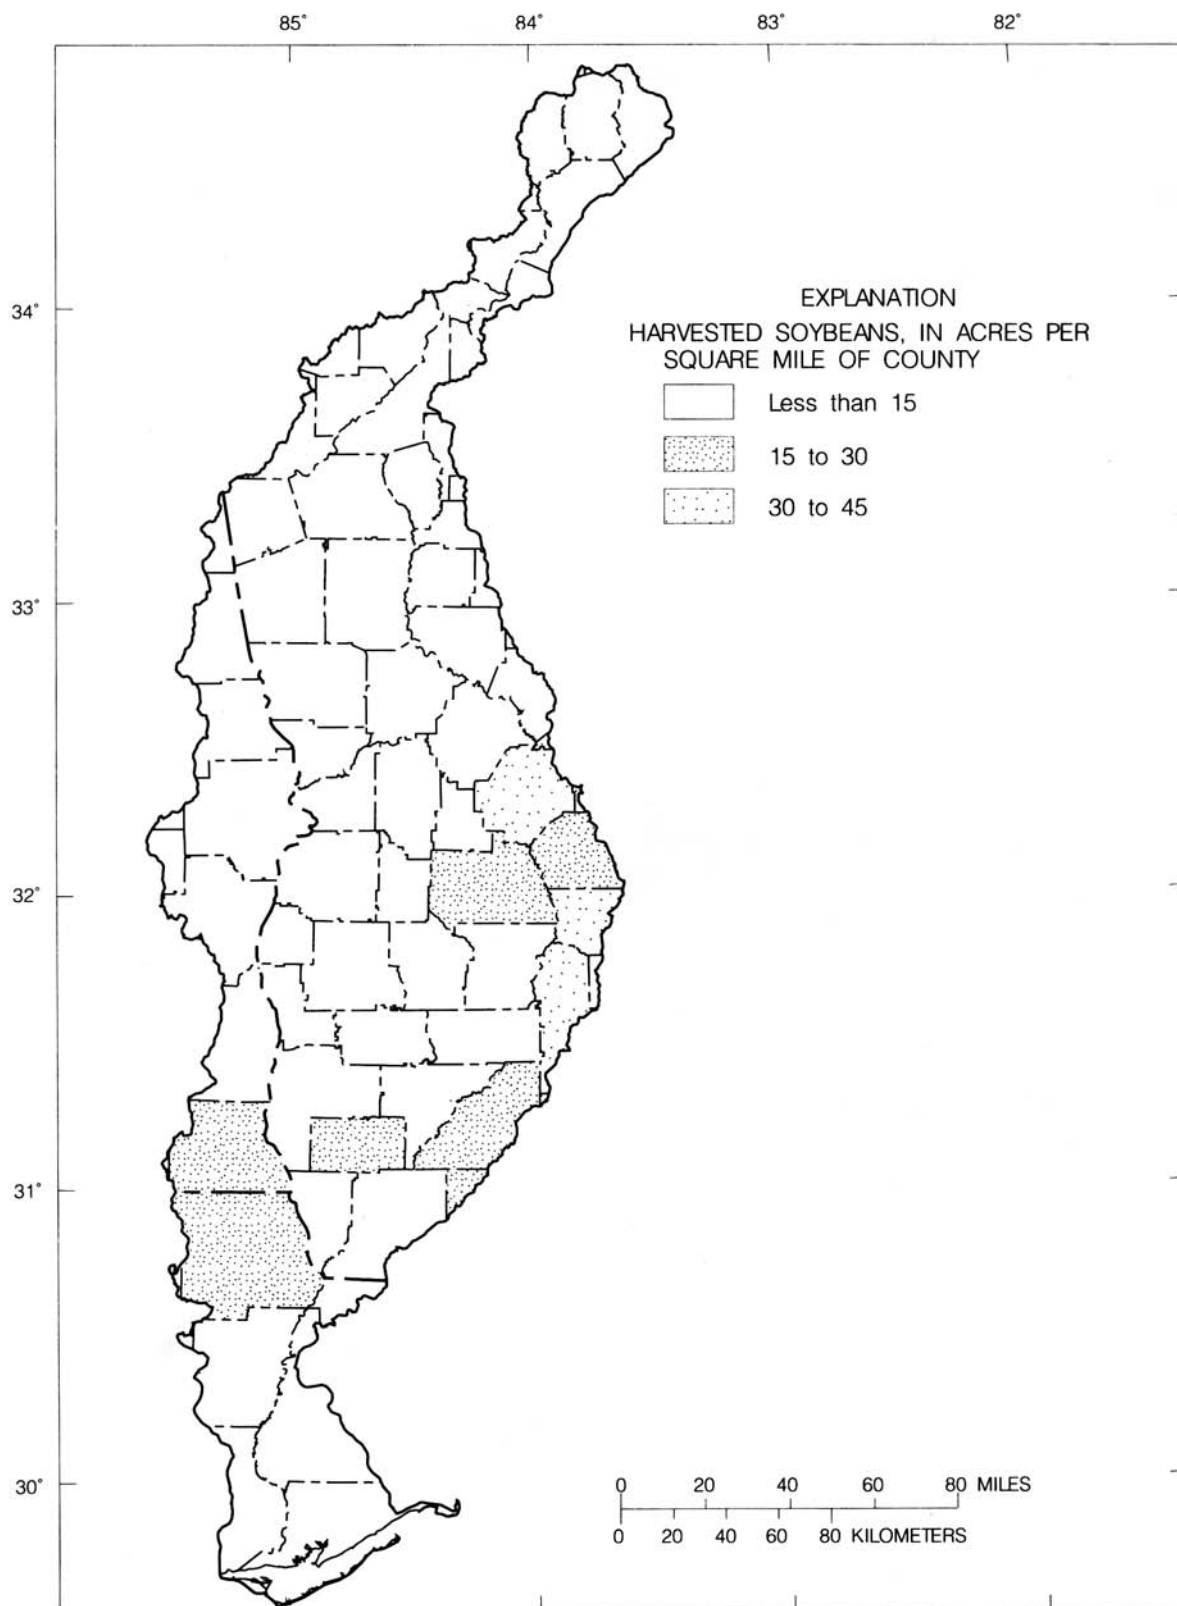 85° 84° 83° 82°
34°
33°
32°
31°
30°
EXPLANATION
HARVESTED SOYBEANS, IN ACRES PER
SQUARE MILE OF COUNTY
Less than 15
15 to 30
30 to 45
0 20 40 60 80 MILES
0 20 40 60 80 KILOMETERS